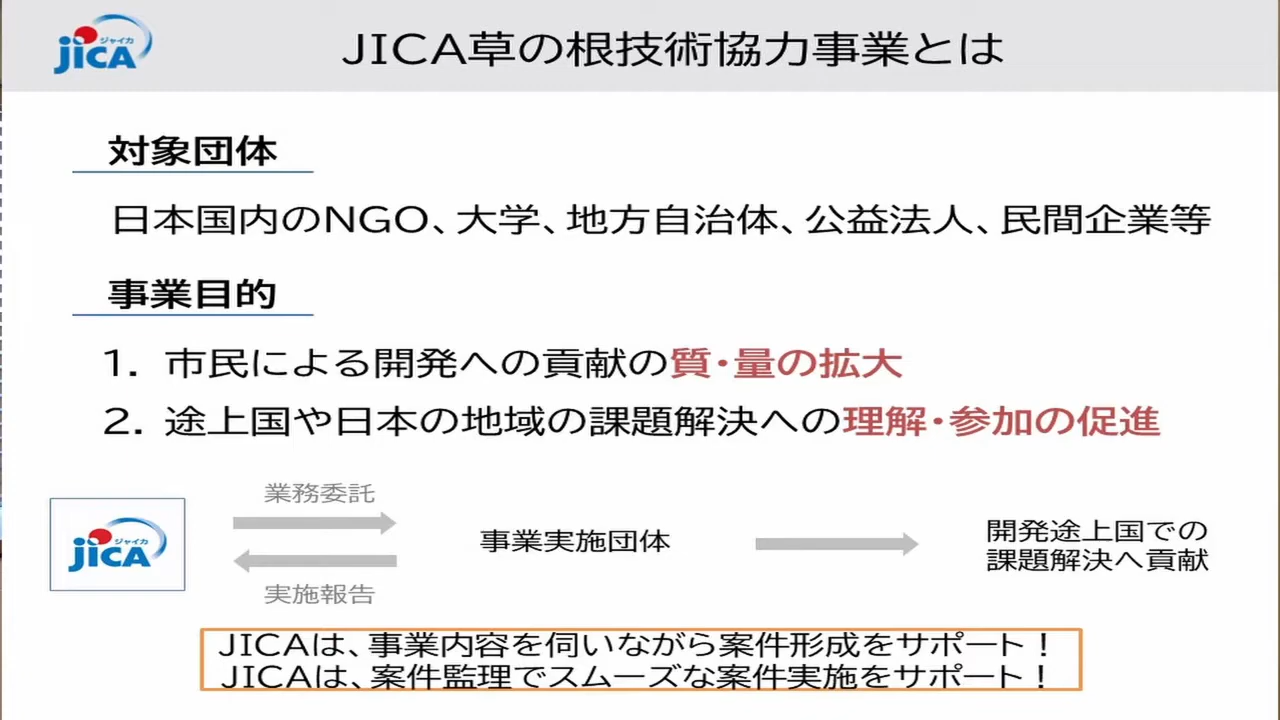 ジャイカ
JICA
JICA草の根技術協力事業とは
対象団体
日本国内のNGO、大学、地方自治体、公益法人、民間企業等
事業目的
1. 市民による開発への貢献の質・量の拡大
2. 途上国や日本の地域の課題解決への理解・参加の促進
ジャイカ
JICA
業務委託
実施報告
事業実施団体
開発途上国での
課題解決へ貢献
JICAは、事業内容を伺いながら案件形成をサポート！
JICAは、案件監理でスムーズな案件実施をサポート！